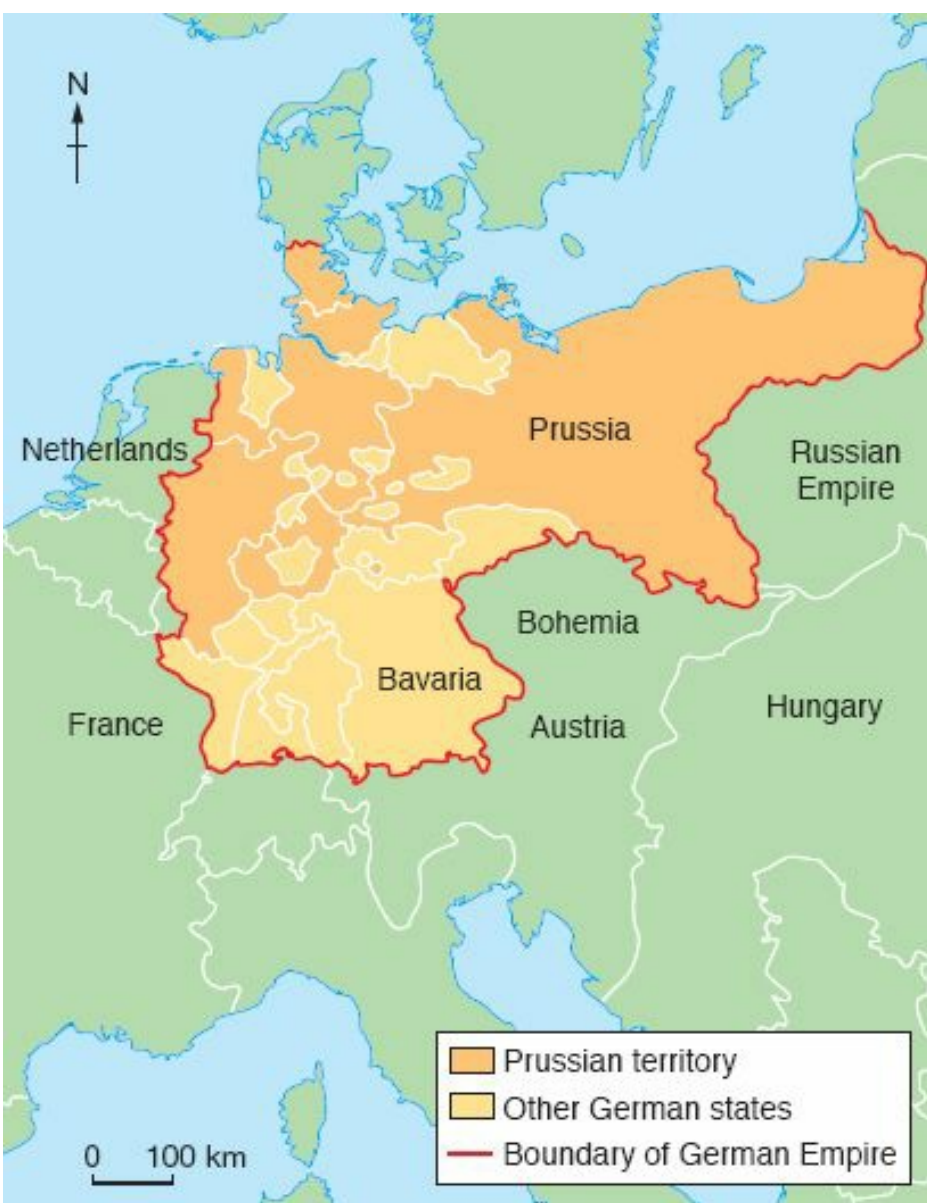 N
Netherlands
Prussia
Russian
Empire
Bohemia
Bavaria
France
Austria
Hungary
Prussian territory
Other German states
Boundary of German Empire
0 100 km